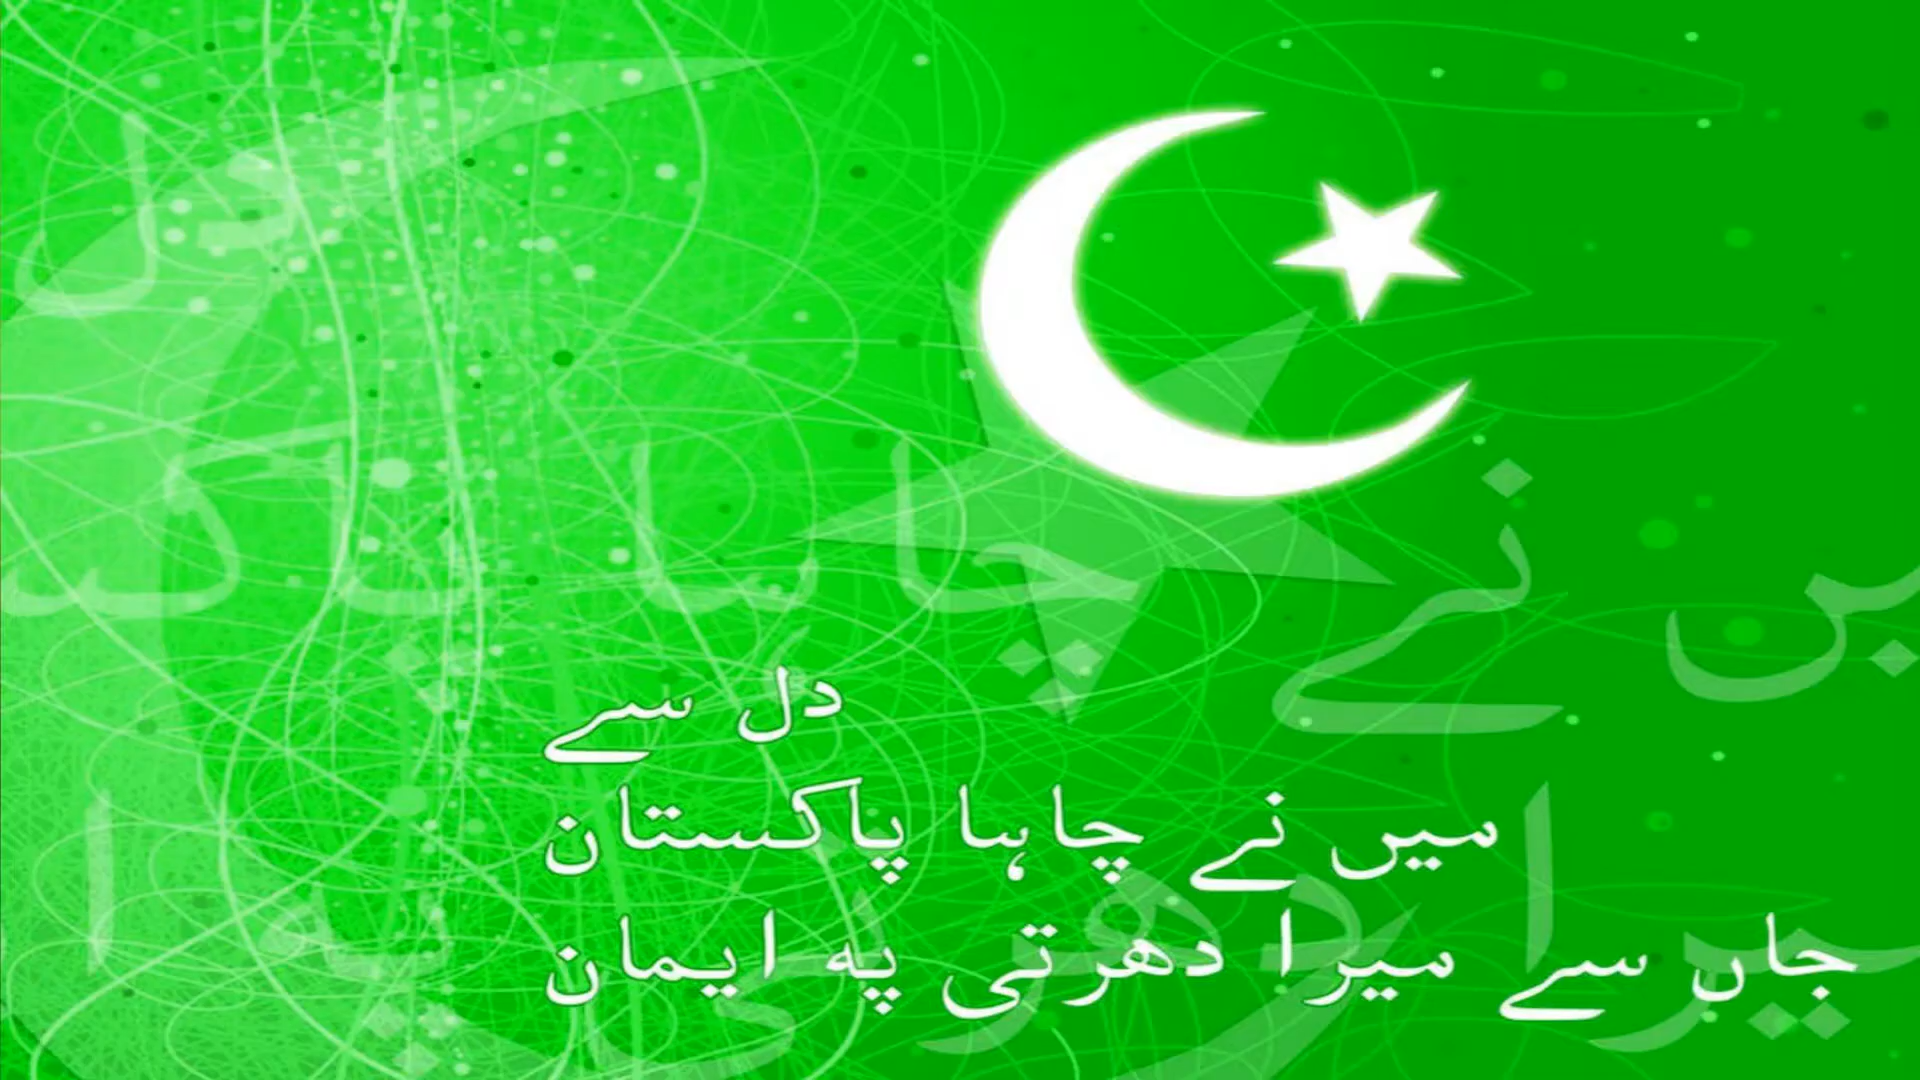 دل سے
میں نے چاہا پاکستان
جاں سے میرا دھرتی پہ ایمان